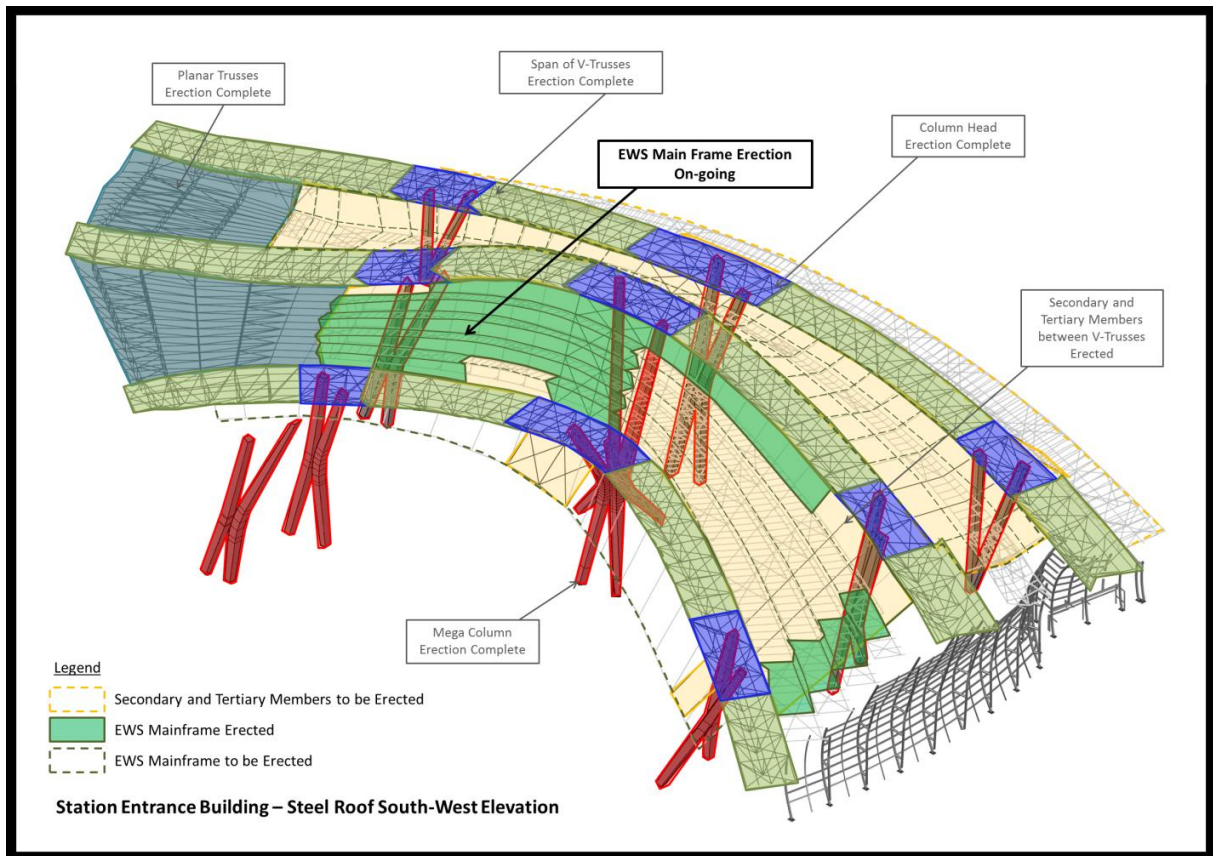 Planar Trusses
Erection Complete
Span of V-Trusses
Erection Complete
Column Head
Erection Complete
EWS Main Frame Erection
On-going
Secondary and
Tertiary Members
between V-Trusses
Erected
Mega Column
Erection Complete
Legend
Secondary and Tertiary Members to be Erected
EWS Mainframe Erected
EWS Mainframe to be Erected
Station Entrance Building – Steel Roof South-West Elevation